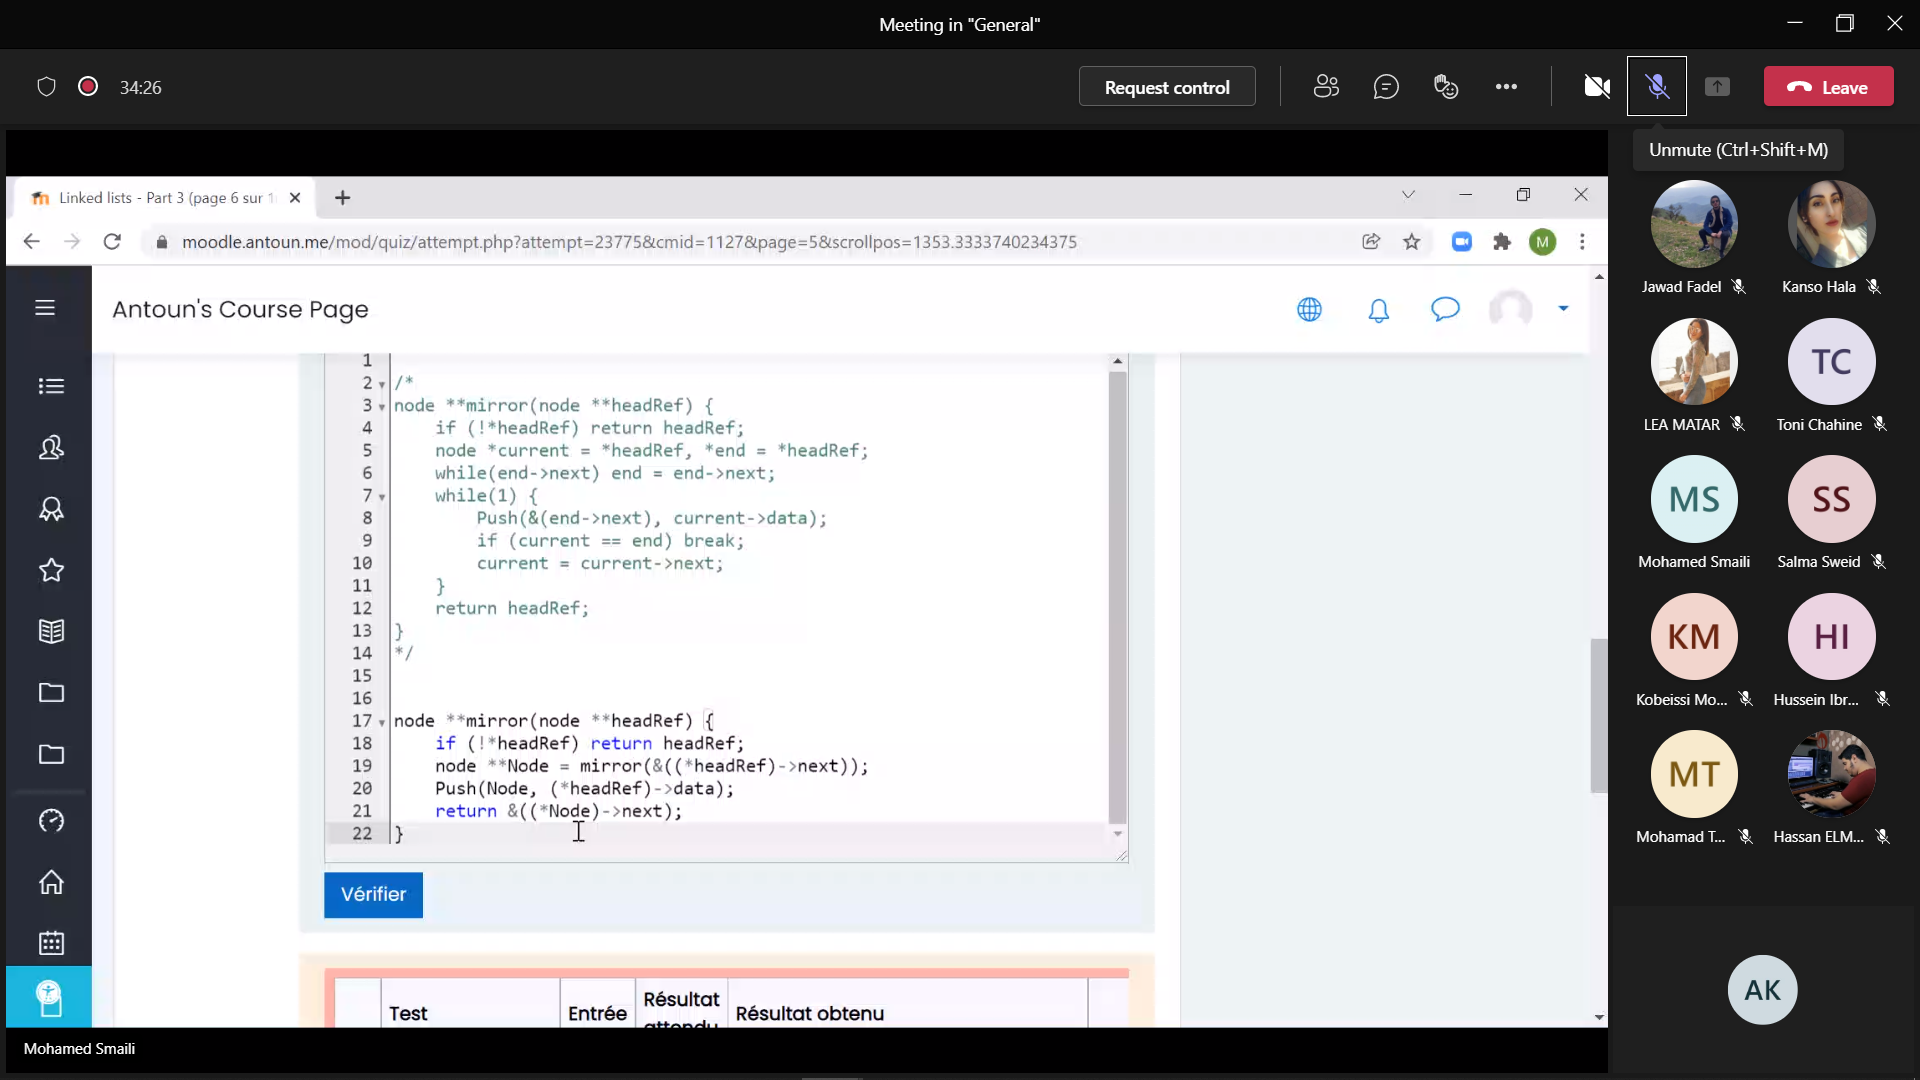 Meeting in "General"
34:26
Request control
Leave
Unmute (Ctrl+Shift+M)
Linked lists - Part 3 (page 6 sur 1
moodle.antoun.me/mod/quiz/attempt.php?attempt=23775&cmid=1127&page=5&scrollpos=1353.3333740234375
M
Antoun's Course Page
1
2 /*
3 node **mirror(node **headRef) {
4 if (!*headRef) return headRef;
5 node *current = *headRef, *end = *headRef;
6 while(end->next) end = end->next;
7 while(1) {
8 Push(&(end->next), current->data);
9 if (current == end) break;
10 current = current->next;
11 }
12 return headRef;
13 }
14 */
15
16
17 node **mirror(node **headRef) {
18 if (!*headRef) return headRef;
19 node **Node = mirror(&((*headRef)->next));
20 Push(Node, (*headRef)->data);
21 return &((*Node)->next);
22 }
Vérifier
Test Entrée Résultat attendu Résultat obtenu
Mohamed Smaili
Jawad Fadel Kanso Hala
TC
LEA MATAR Toni Chahine
MS SS
Mohamed Smaili Salma Sweid
KM HI
Kobeissi Mo... Hussein Ibr...
MT
Mohamad T... Hassan ELM...
AK